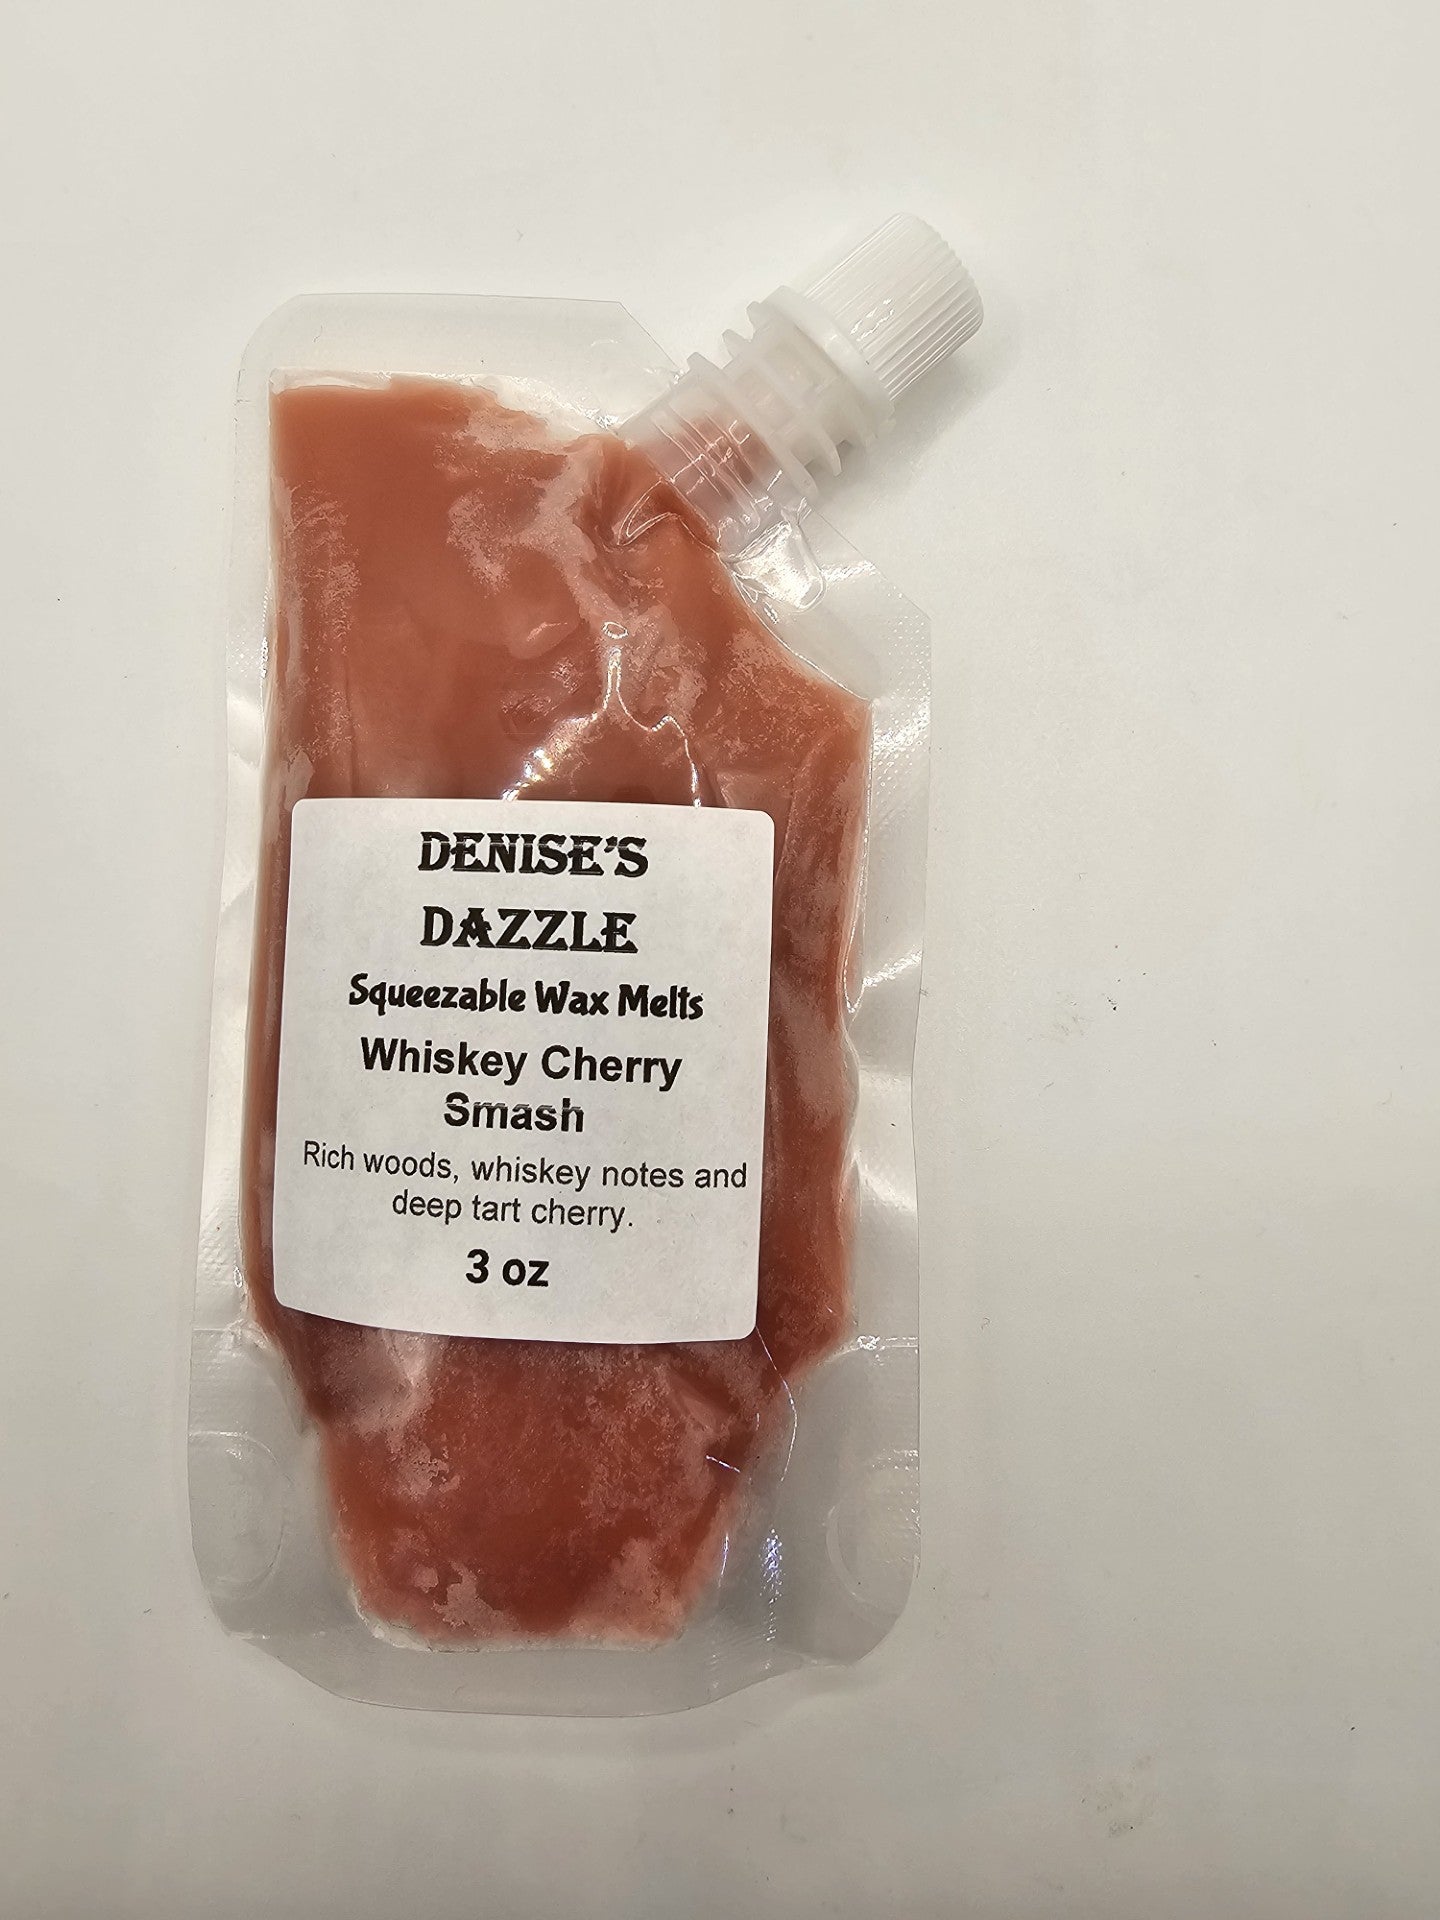 DENISE'S
DAZZLE
Squeezable Wax Melts
Whiskey Cherry
Smash
Rich woods, whiskey notes and
deep tart cherry.
3 oz